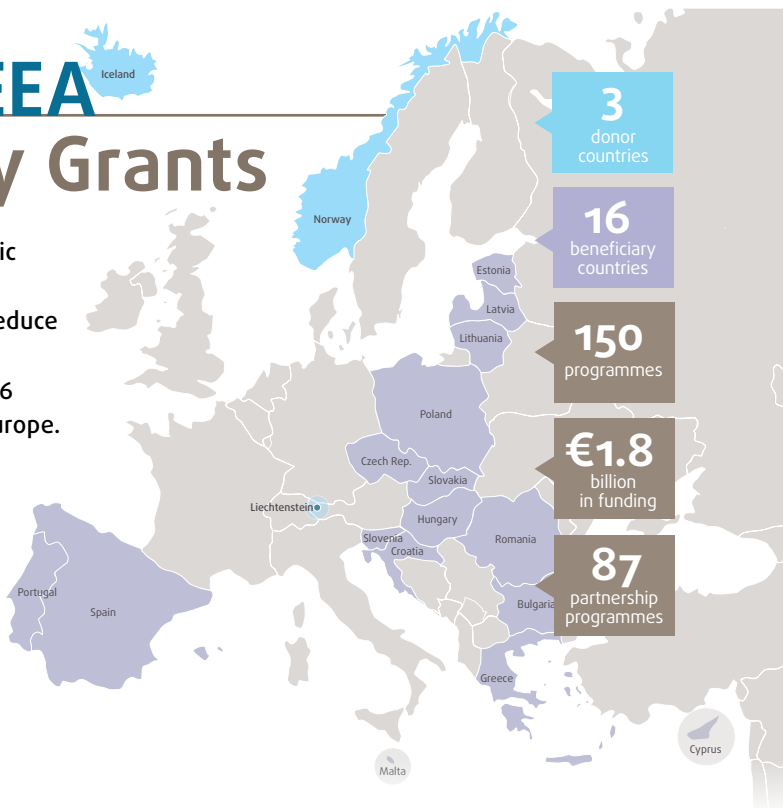 EEA
y Grants
ic
educe
6
urope.
Iceland
Norway
3
donor
countries
16
beneficiary
countries
150
programmes
€1.8
billion
in funding
87
partnership
programmes
Estonia
Latvia
Lithuania
Poland
Czech Rep.
Slovakia
Liechtenstein
Hungary
Slovenia
Croatia
Romania
Portugal
Spain
Bulgaria
Greece
Cyprus
Malta